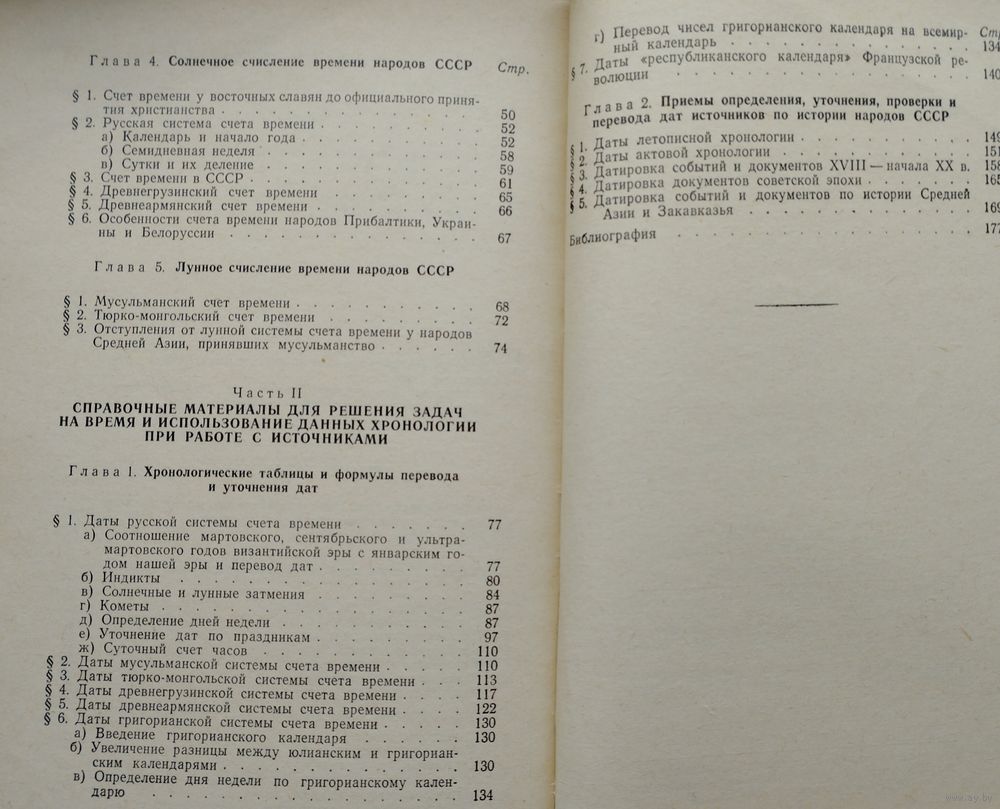 Глава 4. Солнечное счисление времени народов СССР
Стр.
§ 1. Счет времени у восточных славян до официального приня-
тия христианства . . . . . . . . . . 50
§ 2. Русская система счета времени . . . . . . . 52
а) Календарь и начало года . . . . . . . . 52
б) Семидневная неделя . . . . . . . . . 58
в) Сутки и их деление . . . . . . . . . 59
§ 3. Счет времени в СССР . . . . . . . . . 61
§ 4. Древнегрузинский счет времени . . . . . . . 65
§ 5. Древнеармянский счет времени . . . . . . . 66
§ 6. Особенности счета времени народов Прибалтики, Украи-
ны и Белоруссии . . . . . . . . . . 67
Глава 5. Лунное счисление времени народов СССР
§ 1. Мусульманский счет времени . . . . . . . . 68
§ 2. Тюрко-монгольский счет времени . . . . . . . 72
§ 3. Отступления от лунной системы счета времени у народов
Средней Азии, принявших мусульманство . . . . . . 74
Часть II
СПРАВОЧНЫЕ МАТЕРИАЛЫ ДЛЯ РЕШЕНИЯ ЗАДАЧ
НА ВРЕМЯ И ИСПОЛЬЗОВАНИЕ ДАННЫХ ХРОНОЛОГИИ
ПРИ РАБОТЕ С ИСТОЧНИКАМИ
Глава 1. Хронологические таблицы и формулы перевода
и уточнения дат
§ 1. Даты русской системы счета времени . . . . . . . 77
а) Соотношение мартовского, сентябрьского и ультра-
мартовского годов византийской эры с январским го-
дом нашей эры и перевод дат . . . . . . . . 77
б) Индикты . . . . . . . . . . . . 80
в) Солнечные и лунные затмения . . . . . . . 84
г) Кометы . . . . . . . . . . . . 87
д) Определение дней недели . . . . . . . . 87
е) Уточнение дат по праздникам . . . . . . . . 97
ж) Суточный счет часов . . . . . . . . . 110
§ 2. Даты мусульманской системы счета времени . . . . . 110
§ 3. Даты тюрко-монгольской системы счета времени . . . 113
§ 4. Даты древнегрузинской системы счета времени . . . . 117
§ 5. Даты древнеармянской системы счета времени . . . . 122
§ 6. Даты григорианской системы счета времени . . . . . 130
а) Введение григорианского календаря . . . . . . 130
б) Увеличение разницы между юлианским и григориан-
ским календарями . . . . . . . . . . 130
в) Определение дня недели по григорианскому кален-
дарю . . . . . . . . . . . . 134
Стр
г) Перевод чисел григорианского календаря на всемир-
ный календарь . . . . . . . . . . 134
§ 7. Даты «республиканского календаря» Французской ре-
волюции . . . . . . . . . . . 140
Глава 2. Приемы определения, уточнения, проверки и
перевода дат источников по истории народов СССР
§ 1. Даты летописной хронологии . . . . . . . . 149
§ 2. Даты актовой хронологии . . . . . . . . . 151
§ 3. Датировка событий и документов XVIII — начала XX в. 158
§ 4. Датировка документов советской эпохи . . . . . . 165
§ 5. Датировка событий и документов по истории Средней
Азии и Закавказья . . . . . . . . . . 169
Библиография . . . . . . . . . . . . 177
www.ay.by